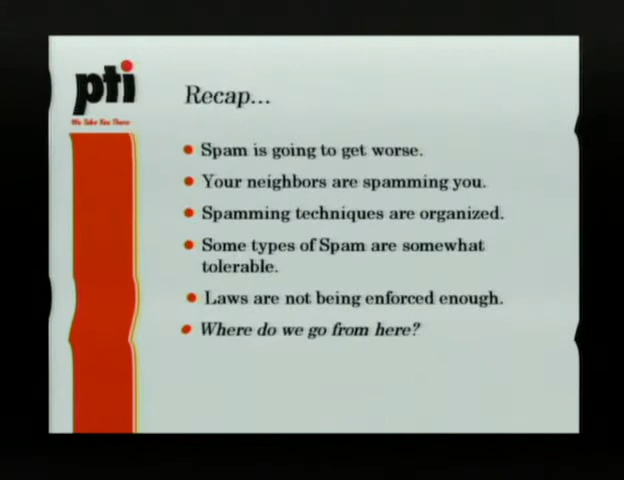 pti
We Take You There
Recap...
Spam is going to get worse.
Your neighbors are spamming you.
Spamming techniques are organized.
Some types of Spam are somewhat
tolerable.
Laws are not being enforced enough.
Where do we go from here?